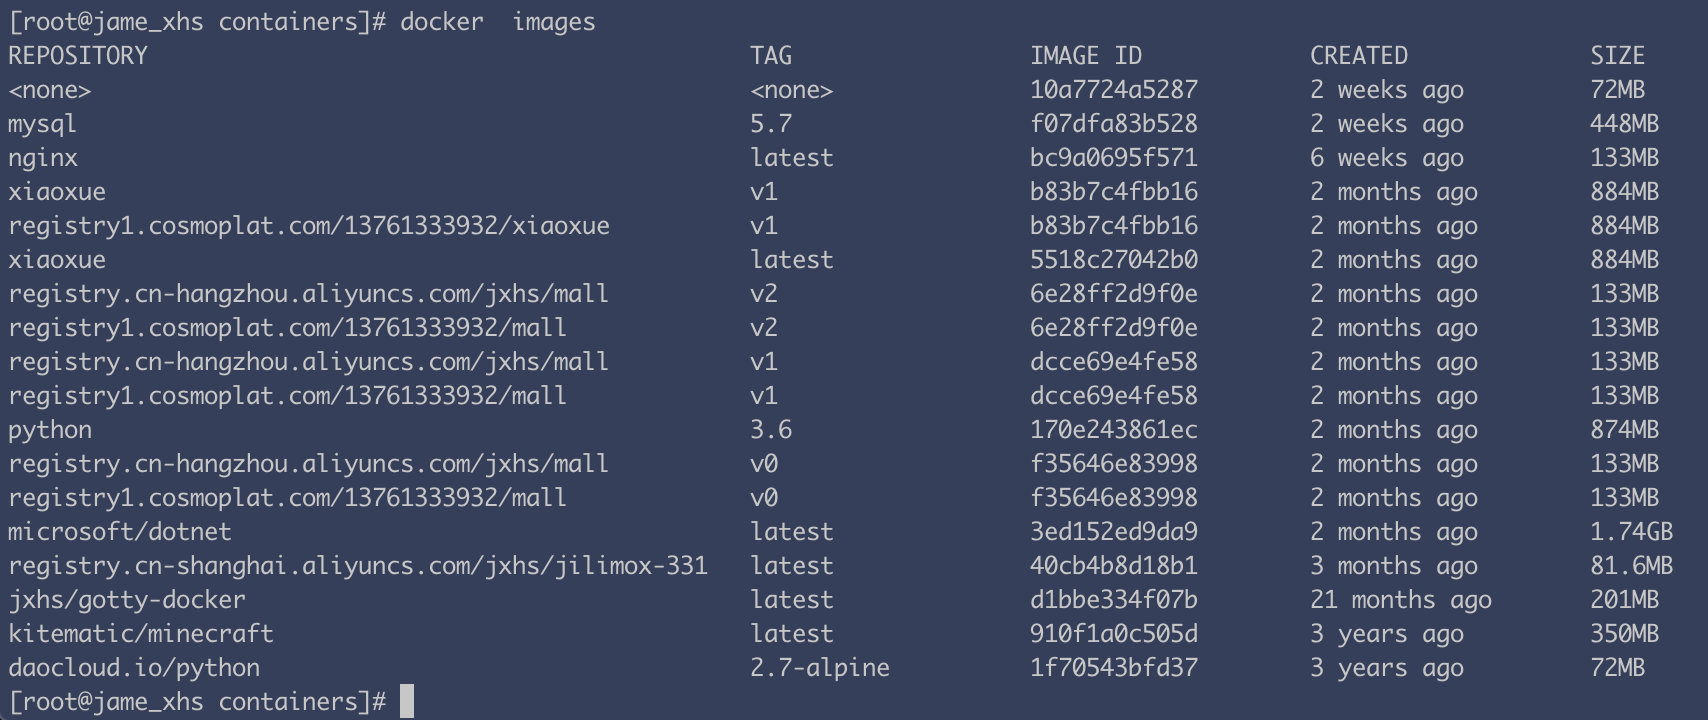 [root@jame_xhs containers]# docker  images
REPOSITORY TAG IMAGE ID CREATED SIZE
<none> <none> 10a7724a5287 2 weeks ago 72MB
mysql 5.7 f07dfa83b528 2 weeks ago 448MB
nginx latest bc9a0695f571 6 weeks ago 133MB
xiaoxue v1 b83b7c4fbb16 2 months ago 884MB
registry1.cosmoplat.com/13761333932/xiaoxue v1 b83b7c4fbb16 2 months ago 884MB
xiaoxue latest 5518c27042b0 2 months ago 884MB
registry.cn-hangzhou.aliyuncs.com/jxhs/mall v2 6e28ff2d9f0e 2 months ago 133MB
registry1.cosmoplat.com/13761333932/mall v2 6e28ff2d9f0e 2 months ago 133MB
registry.cn-hangzhou.aliyuncs.com/jxhs/mall v1 dcce69e4fe58 2 months ago 133MB
registry1.cosmoplat.com/13761333932/mall v1 dcce69e4fe58 2 months ago 133MB
python 3.6 170e243861ec 2 months ago 874MB
registry.cn-hangzhou.aliyuncs.com/jxhs/mall v0 f35646e83998 2 months ago 133MB
registry1.cosmoplat.com/13761333932/mall v0 f35646e83998 2 months ago 133MB
microsoft/dotnet latest 3ed152ed9da9 2 months ago 1.74GB
registry.cn-shanghai.aliyuncs.com/jxhs/jilimox-331 latest 40cb4b8d18b1 3 months ago 81.6MB
jxhs/gotty-docker latest d1bbe334f07b 21 months ago 201MB
kitematic/minecraft latest 910f1a0c505d 3 years ago 350MB
daocloud.io/python 2.7-alpine 1f70543bfd37 3 years ago 72MB
[root@jame_xhs containers]#